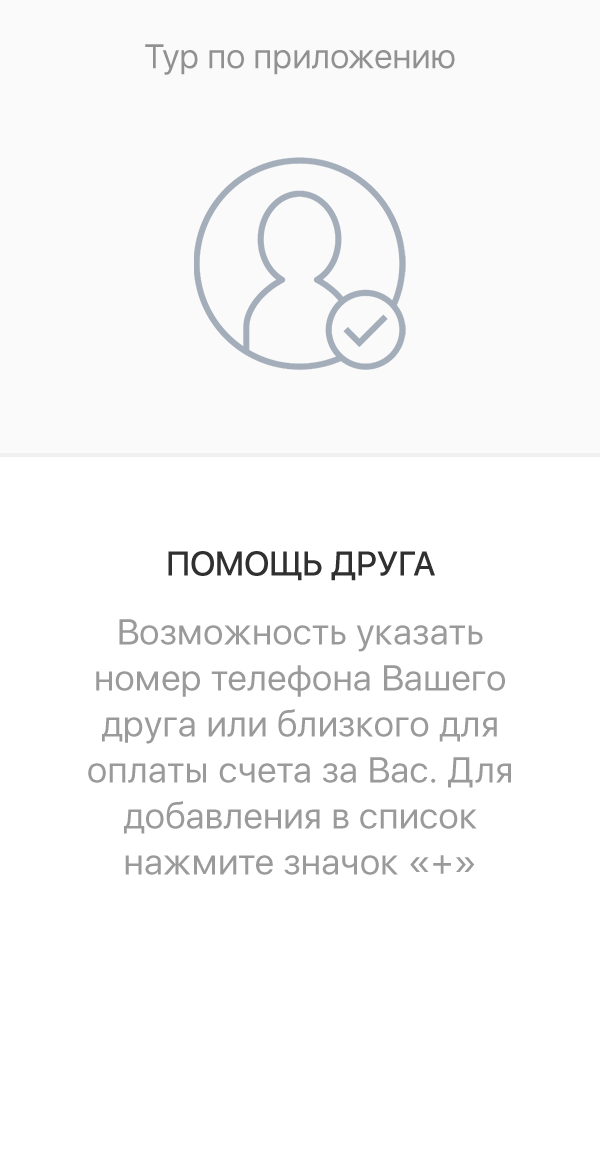 Тур по приложению
ПОМОЩЬ ДРУГА
Возможность указать
номер телефона Вашего
друга или близкого для
оплаты счета за Вас. Для
добавления в список
нажмите значок «+»